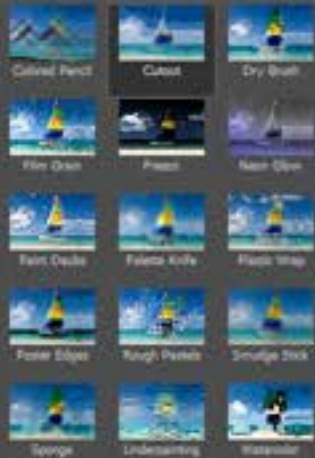 Colored Pencil
Cutout
Dry Brush
Film Grain
Fresco
Neon Glow
Paint Daubs
Palette Knife
Plastic Wrap
Poster Edges
Rough Pastels
Smudge Stick
Sponge
Underpainting
Watercolor